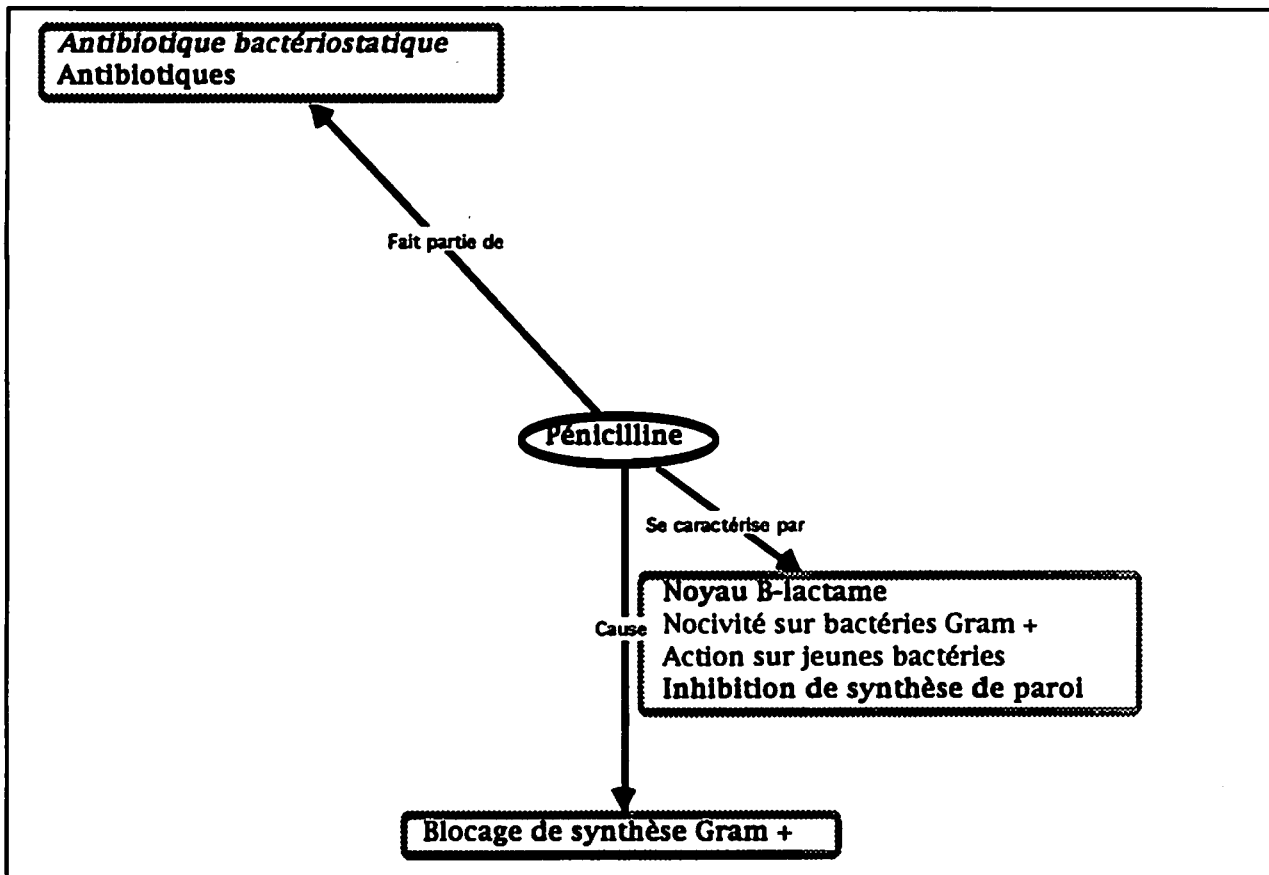 Antibiotique bactériostatique
Antibiotiques
Fait partie de
Pénicilline
Se caractérise par
Cause
Noyau B-lactame
Nocivité sur bactéries Gram +
Action sur jeunes bactéries
Inhibition de synthèse de paroi
Blocage de synthèse Gram +